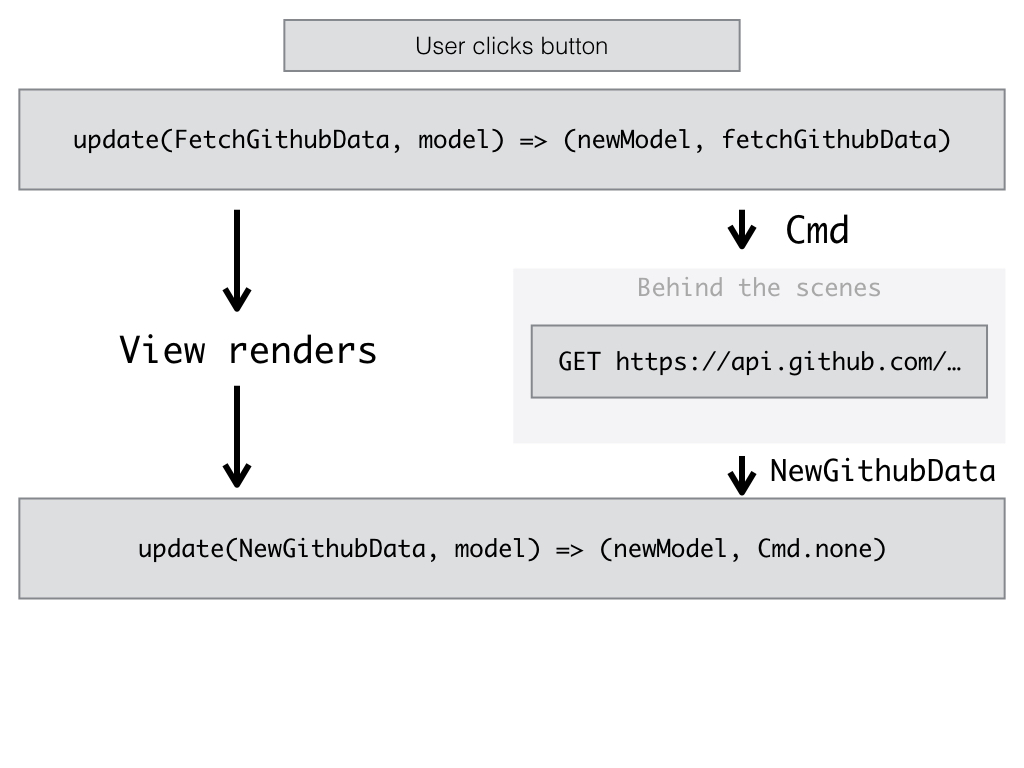 User clicks button
update(FetchGithubData, model) => (newModel, fetchGithubData)
Cmd
Behind the scenes
View renders
GET https://api.github.com/…
NewGithubData
update(NewGithubData, model) => (newModel, Cmd.none)